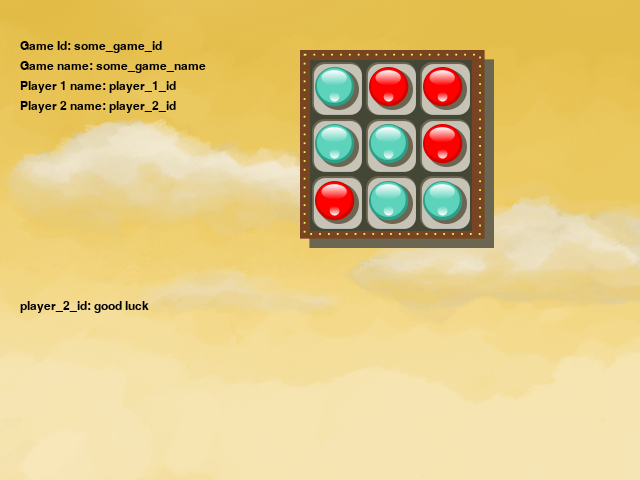 Game Id: some_game_id
Game name: some_game_name
Player 1 name: player_1_id
Player 2 name: player_2_id
player_2_id: good luck